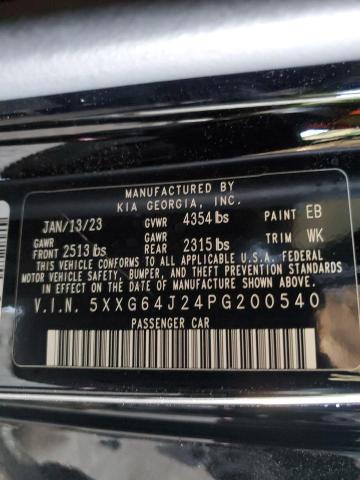 MANUFACTURED BY
KIA GEORGIA, INC.
JAN/13/23 GVWR 4354 lbs PAINT EB
GAWR FRONT 2513 lbs GAWR REAR 2315 lbs TRIM WK
THIS VEHICLE CONFORMS TO ALL APPLICABLE U.S.A. FEDERAL
MOTOR VEHICLE SAFETY, BUMPER, AND THEFT PREVENTION STANDARDS
IN EFFECT ON THE DATE OF MANUFACTURE SHOWN ABOVE.
V.I.N. 5XXG64J24PG200540
PASSENGER CAR